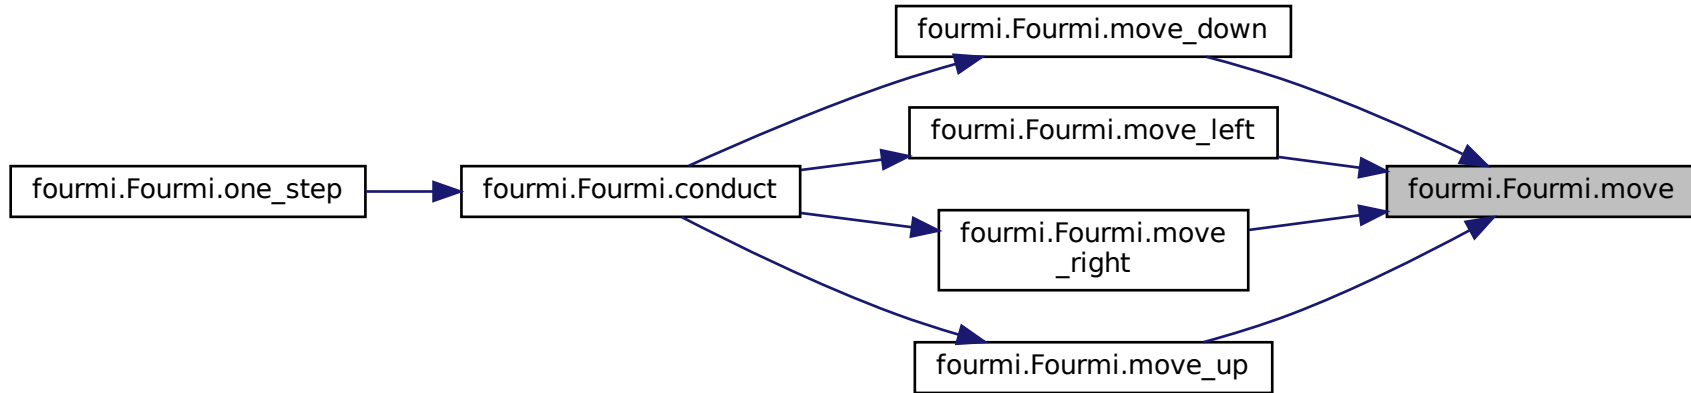 fourmi.Fourmi.move_down
fourmi.Fourmi.move_left
fourmi.Fourmi.one_step
fourmi.Fourmi.conduct
fourmi.Fourmi.move
fourmi.Fourmi.move
_right
fourmi.Fourmi.move_up